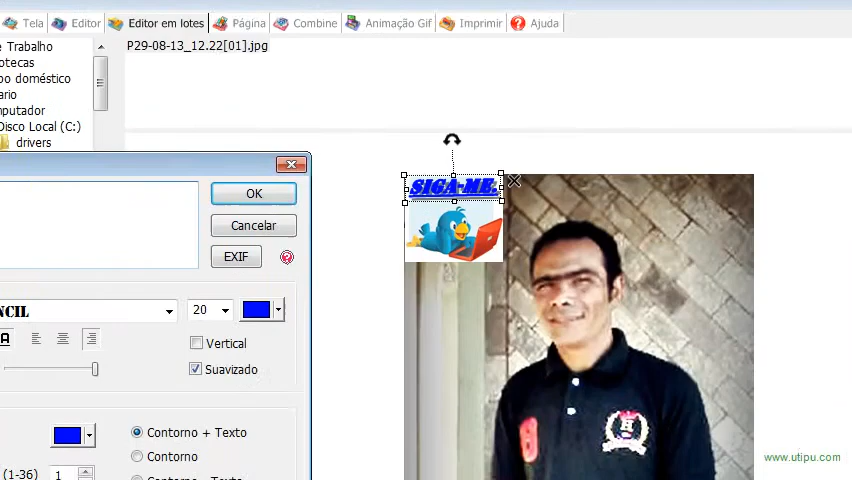 Tela Editor Editor em lotes Página Combine Animação Gif Imprimir Ajuda
e Trabalho
otecas
po doméstico
ario
mputador
Disco Local (C:)
drivers
P29-08-13_12.22[01].jpg
OK
Cancelar
EXIF
NCIL
20
A
Vertical
Suavizado
Contorno + Texto
Contorno
(1-36) 1
SIGA-ME.
www.utipu.com